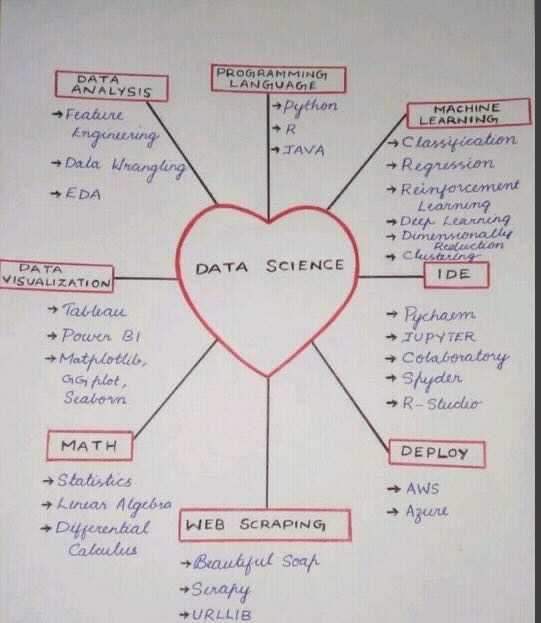 DATA
ANALYSIS
→ Feature
Engineering
→ Data Wrangling
→ EDA
PROGRAMMING
LANGUAGE
→ Python
→ R
→ JAVA
MACHINE
LEARNING
→ Classification
→ Regression
→ Reinforcement
Learning
→ Deep Learning
→ Dimensionally
Reduction
→ Clustering
DATA SCIENCE
DATA
VISUALIZATION
→ Tableau
→ Power BI
→ Matplotlib,
GGplot,
Seaborn
IDE
→ Pycharm
→ JUPYTER
→ Colaboratory
→ Spyder
→ R-Studio
MATH
→ Statistics
→ Linear Algebra
→ Differential
Calculus
WEB SCRAPING
→ Beautiful Soap
→ Scrapy
→ URLLIB
DEPLOY
→ AWS
→ Azure